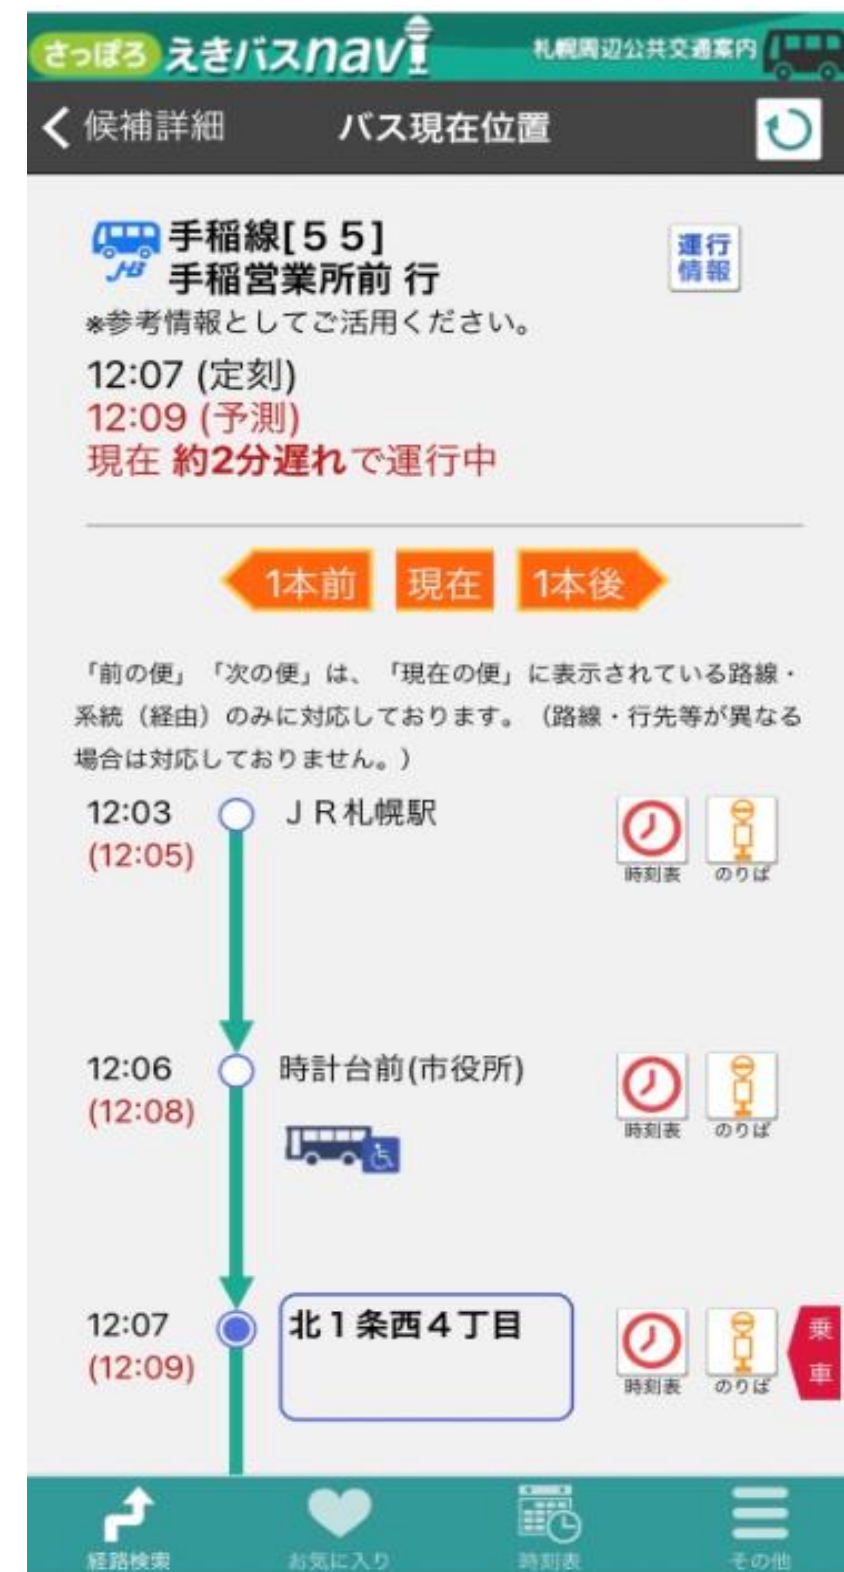 さっぽろ えきバスnavi 札幌周辺公共交通案内
候補詳細 バス現在位置
手稲線[５５]
手稲営業所前 行
運行
情報
※参考情報としてご活用ください。
12:07 (定刻)
12:09 (予測)
現在 約2分遅れで運行中
1本前 現在 1本後
「前の便」「次の便」は、「現在の便」に表示されている路線・
系統（経由）のみに対応しております。（路線・行先等が異なる
場合は対応しておりません。）
12:03 ＪＲ札幌駅
(12:05)
時刻表 のりば
12:06 時計台前(市役所)
(12:08)
時刻表 のりば
12:07 北１条西４丁目
(12:09)
時刻表 のりば
乗
車
経路検索 お気に入り 時刻表 その他